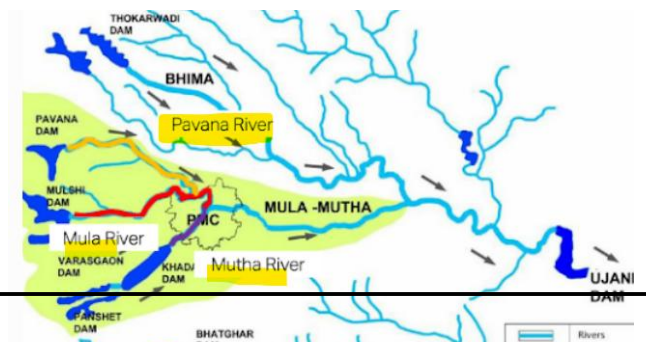 THOKARWADI
DAM
BHIMA
PAVANA
DAM
Pavana River
MULSHI
DAM
PMC
MULA -MUTHA
Mula River
VARASGAON
DAM
Mutha River
DAM
UJANI
DAM
PANSHET
DAM
BHATGHAR
Rivers